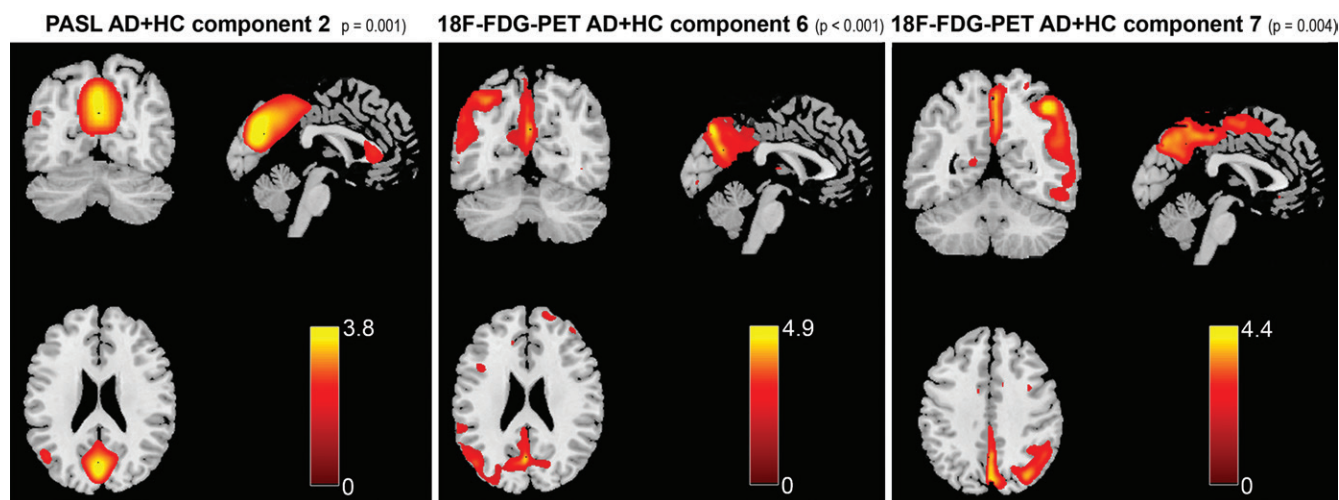 PASL AD+HC component 2 p = 0.001)
18F-FDG-PET AD+HC component 6 (p < 0.001)
18F-FDG-PET AD+HC component 7 (p = 0.004)
3.8
0
4.9
0
4.4
0